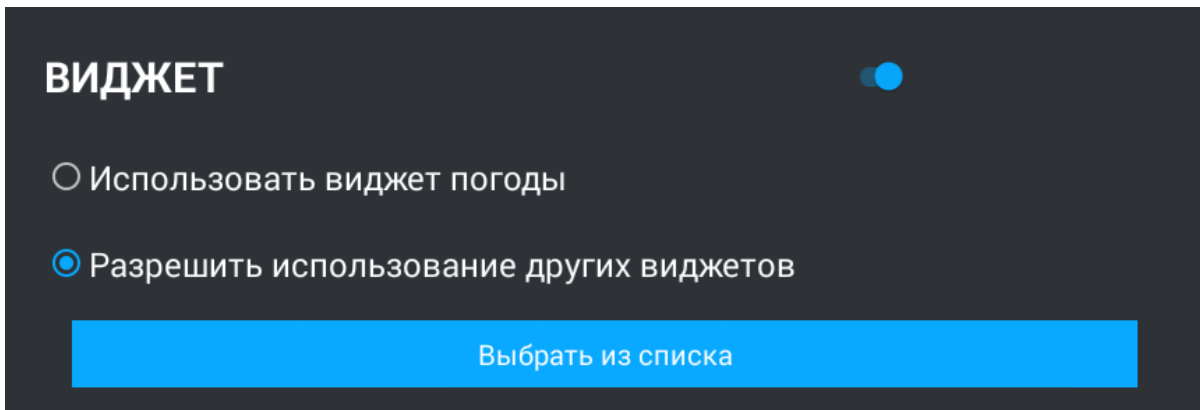 ВИДЖЕТ
Использовать виджет погоды
Разрешить использование других виджетов
Выбрать из списка